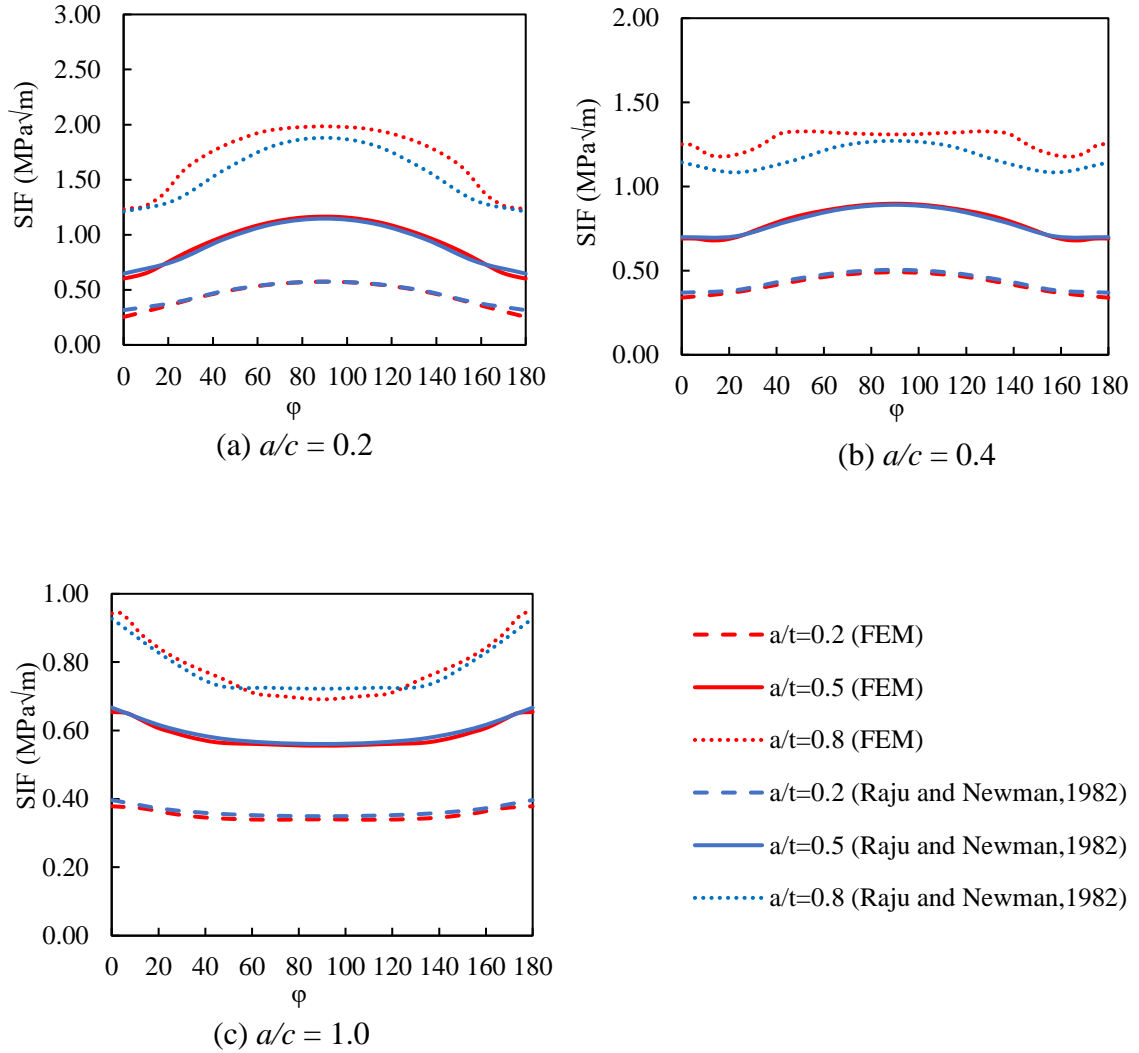 3.00
2.50
2.00
1.50
1.00
0.50
0.00
SIF (MPa√m)
0 20 40 60 80 100 120 140 160 180
φ
(a) a/c = 0.2
2.00
1.50
1.00
0.50
0.00
SIF (MPa√m)
0 20 40 60 80 100 120 140 160 180
φ
(b) a/c = 0.4
1.00
0.80
0.60
0.40
0.20
0.00
SIF (MPa√m)
0 20 40 60 80 100 120 140 160 180
φ
(c) a/c = 1.0
a/t=0.2 (FEM)
a/t=0.5 (FEM)
a/t=0.8 (FEM)
a/t=0.2 (Raju and Newman,1982)
a/t=0.5 (Raju and Newman,1982)
a/t=0.8 (Raju and Newman,1982)